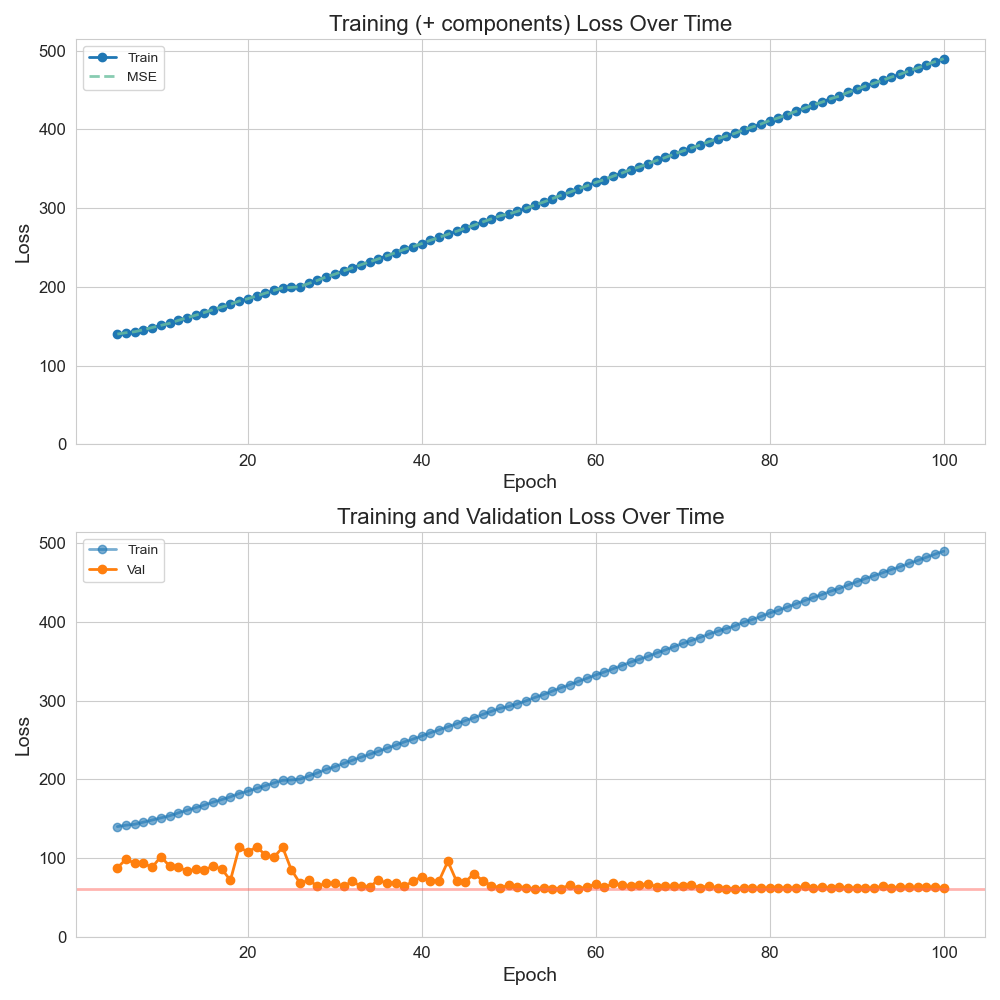 Training (+ components) Loss Over Time
Train
MSE
Loss
500
400
300
200
100
0
20 40 60 80 100
Epoch
Training and Validation Loss Over Time
Train
Val
Loss
500
400
300
200
100
0
20 40 60 80 100
Epoch